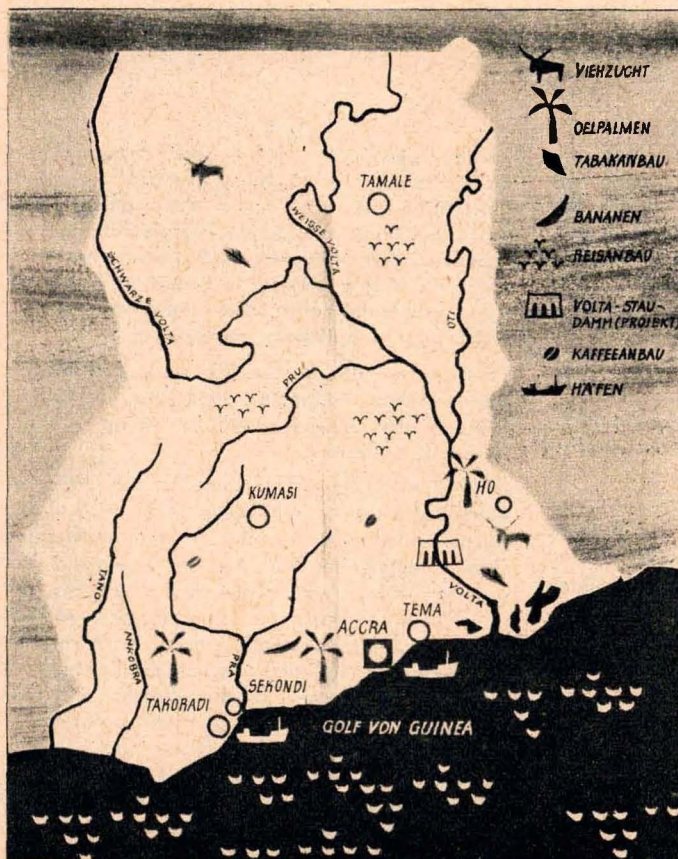 VIEHZUCHT
OELPALMEN
TABAKANBAU
BANANEN
REISANBAU
VOLTA-STAU-
DAMM (PROJEKT)
KAFFEEANBAU
HÄFEN
TAMALE
WEISSE VOLTA
SCHWARZE VOLTA
OTI
PRU
KUMASI
HO
TANO
ANKOBRA
VOLTA
TEMA
ACCRA
PRA
SEKONDI
TAKORADI
GOLF VON GUINEA